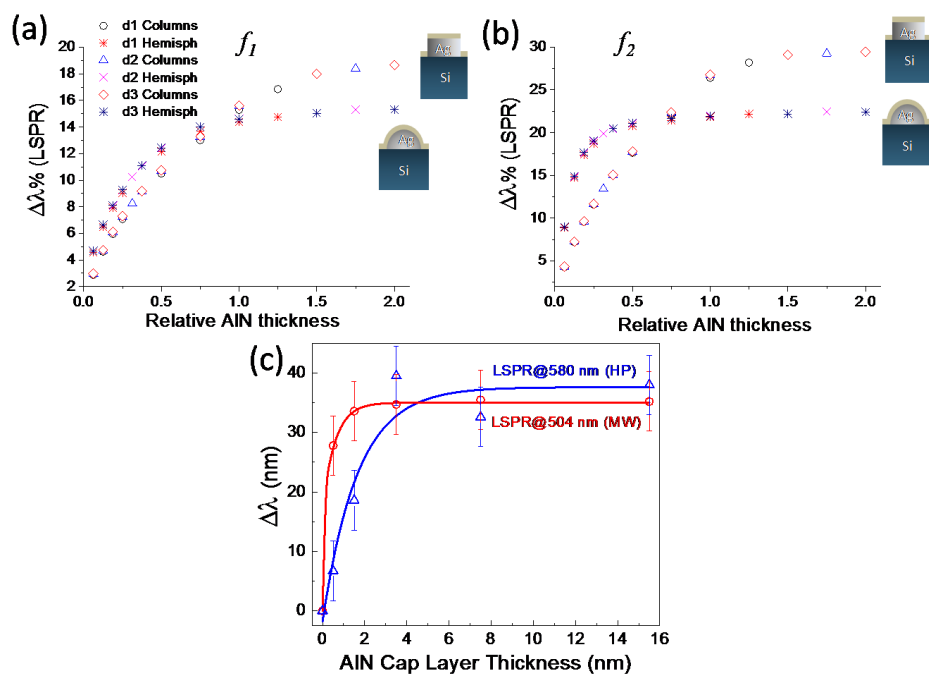 (a)
f1
d1 Columns
d1 Hemisph
d2 Columns
d2 Hemisph
d3 Columns
d3 Hemisph
20
18
16
14
12
10
8
6
4
2
Δλ% (LSPR)
0.0 0.5 1.0 1.5 2.0
Relative AlN thickness
Ag
Si
Ag
Si
(b)
f2
30
25
20
15
10
5
Δλ% (LSPR)
0.0 0.5 1.0 1.5 2.0
Relative AlN thickness
Ag
Si
Ag
Si
(c)
40
30
20
10
0
Δλ (nm)
LSPR@580 nm (HP)
LSPR@504 nm (MW)
0 2 4 6 8 10 12 14 16
AlN Cap Layer Thickness (nm)